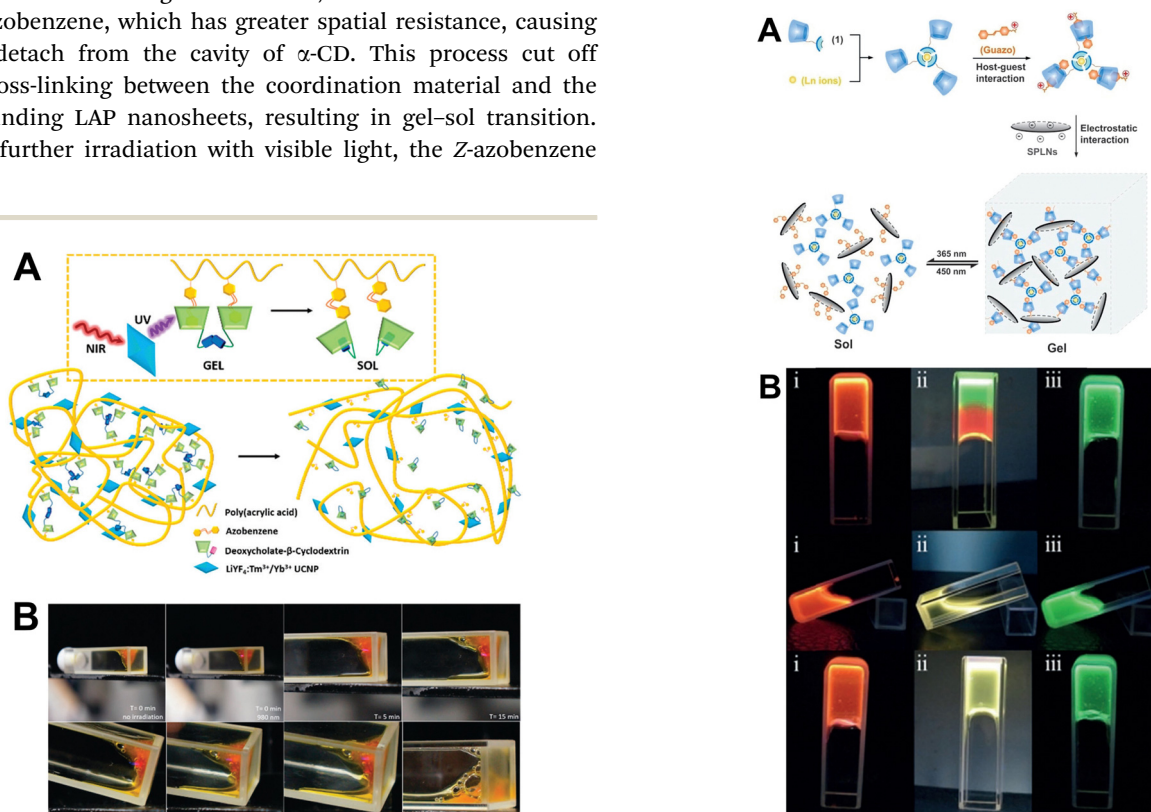 zobenzene, which has greater spatial resistance, causing
detach from the cavity of α-CD. This process cut off
oss-linking between the coordination material and the
nding LAP nanosheets, resulting in gel–sol transition.
further irradiation with visible light, the Z-azobenzene
A
NIR
UV
GEL
SOL
Poly(acrylic acid)
Azobenzene
Deoxycholate-β-Cyclodextrin
LiYF₄:Tm³⁺/Yb³⁺ UCNP
B
T= 0 min
no Irradiation
T= 0 min
980 nm
T= 5 min
T= 15 min
A
(1)
(Ln ions)
(Guazo)
Host-guest
interaction
SPLNs
Electrostatic
interaction
365 nm
450 nm
Sol
Gel
B
i
ii
iii
i
ii
iii
i
ii
iii